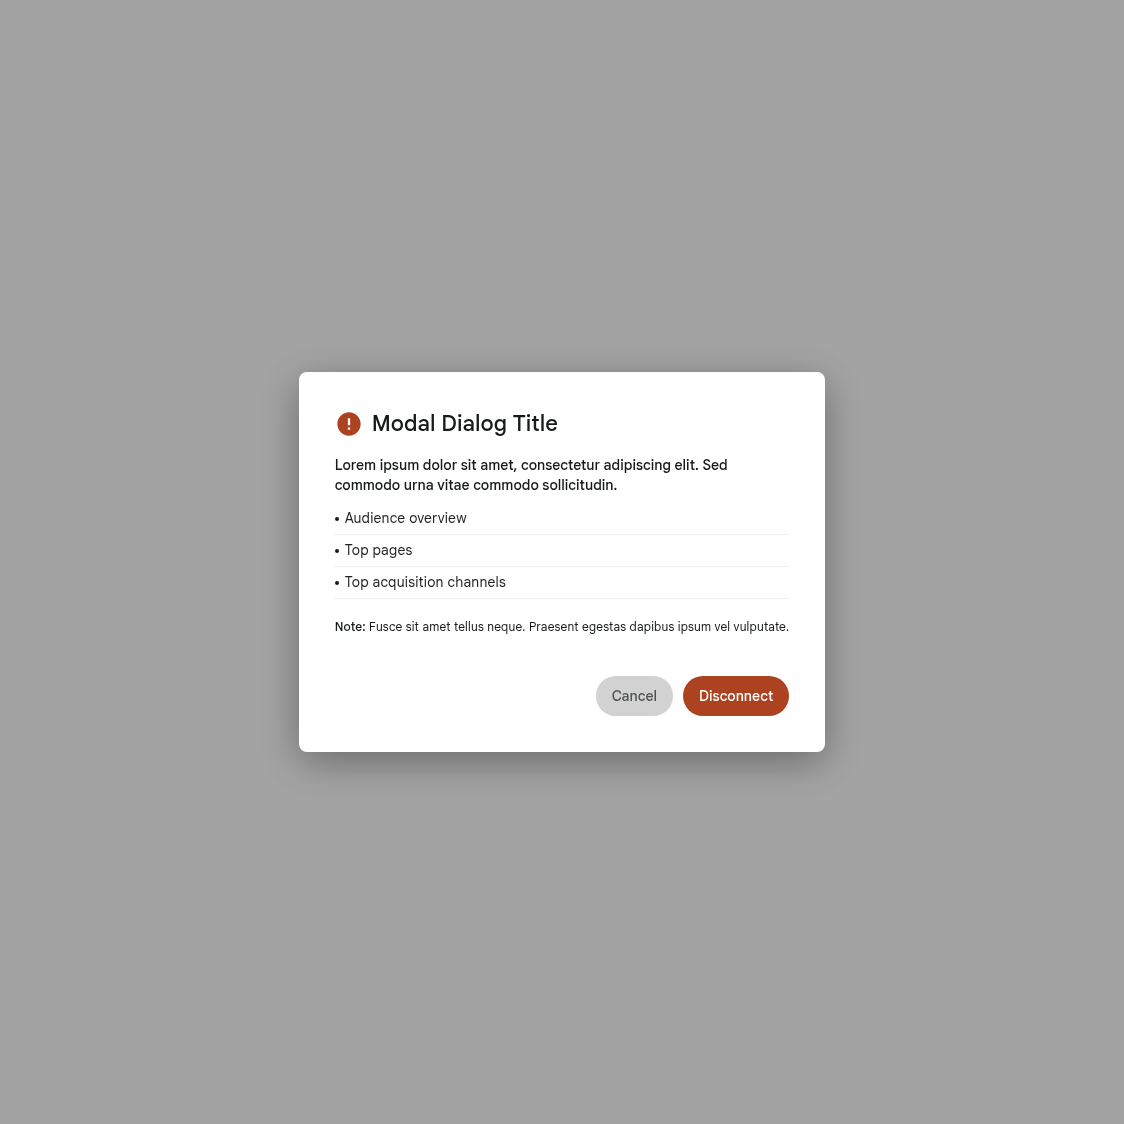 Modal Dialog Title
Lorem ipsum dolor sit amet, consectetur adipiscing elit. Sed
commodo urna vitae commodo sollicitudin.
• Audience overview
• Top pages
• Top acquisition channels
Note: Fusce sit amet tellus neque. Praesent egestas dapibus ipsum vel vulputate.
Cancel Disconnect